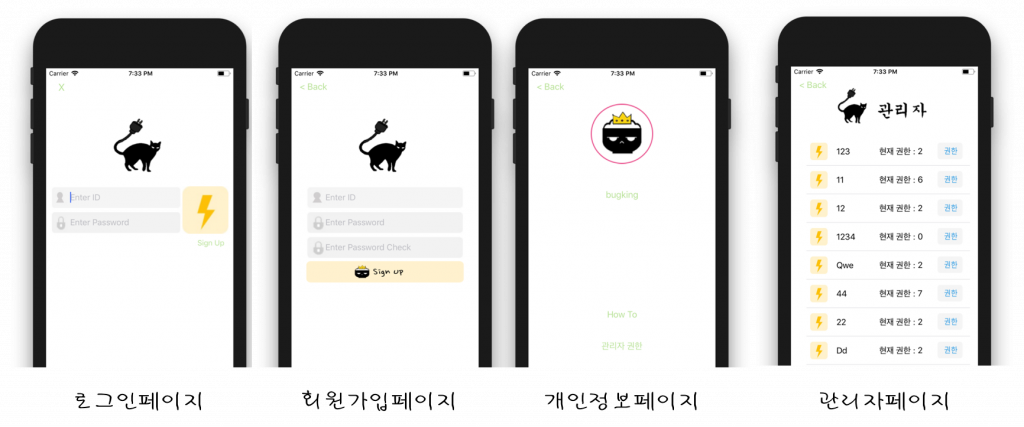 Carrier 7:33 PM
X
Enter ID
Enter Password
Sign Up
로그인페이지
Carrier 7:33 PM
< Back
Enter ID
Enter Password
Enter Password Check
Sign up
회원가입페이지
Carrier 7:33 PM
< Back
bugking
How To
관리자 권한
개인정보페이지
Carrier 7:33 PM
< Back
관리자
123 현재 권한 : 2 권한
11 현재 권한 : 6 권한
12 현재 권한 : 2 권한
1234 현재 권한 : 0 권한
Qwe 현재 권한 : 2 권한
44 현재 권한 : 7 권한
22 현재 권한 : 2 권한
Dd 현재 권한 : 2 권한
관리자페이지